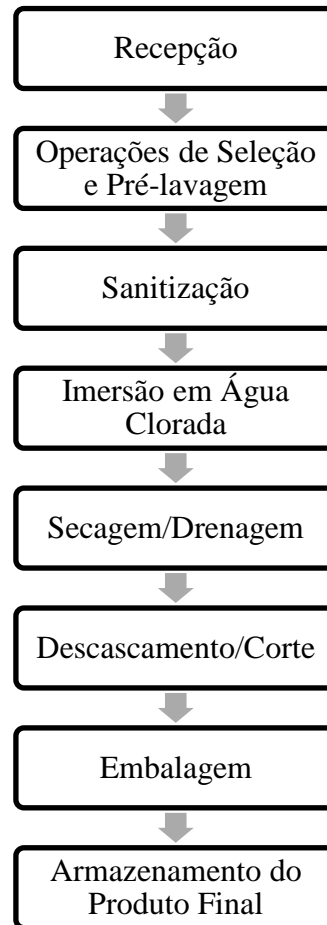 Recepção
Operações de Seleção
e Pré-lavagem
Sanitização
Imersão em Água
Clorada
Secagem/Drenagem
Descascamento/Corte
Embalagem
Armazenamento do
Produto Final